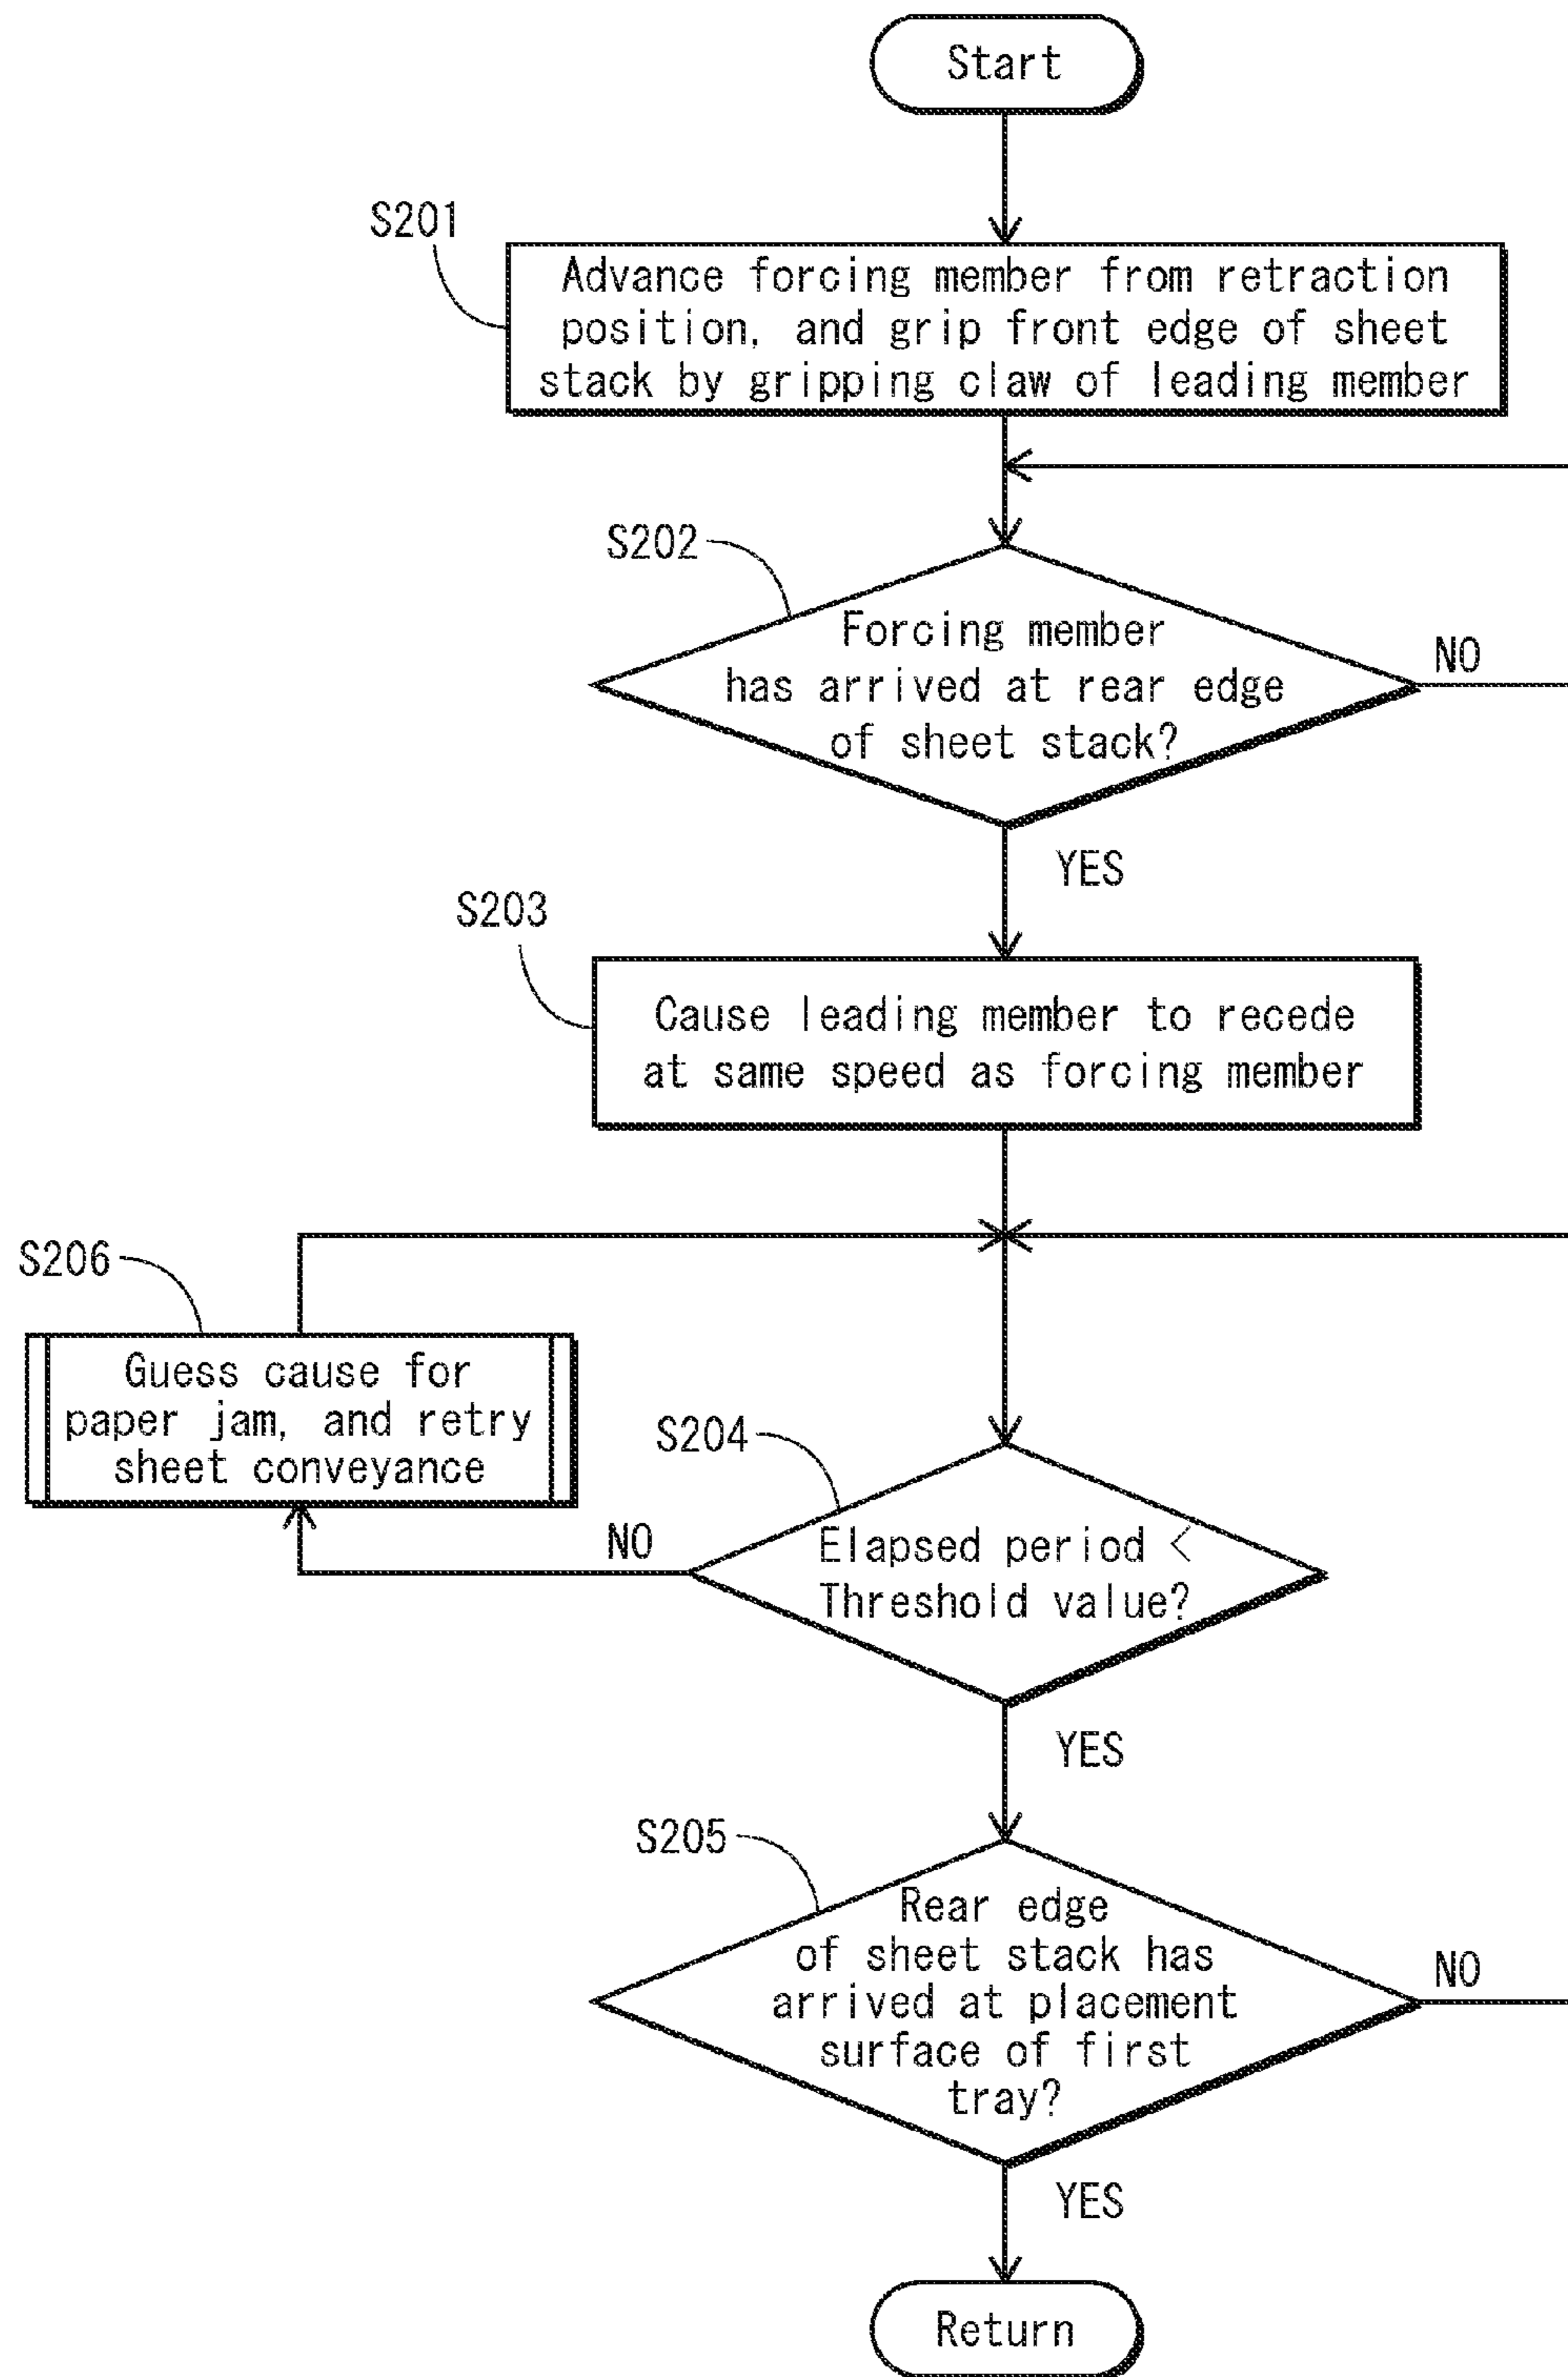 Start
S201
Advance forcing member from retraction
position, and grip front edge of sheet
stack by gripping claw of leading member
S202
Forcing member
has arrived at rear edge
of sheet stack?
NO
YES
S203
Cause leading member to recede
at same speed as forcing member
S206
Guess cause for
paper jam, and retry
sheet conveyance
S204
NO
Elapsed period <
Threshold value?
YES
S205
Rear edge
of sheet stack has
arrived at placement
surface of first
tray?
NO
YES
Return